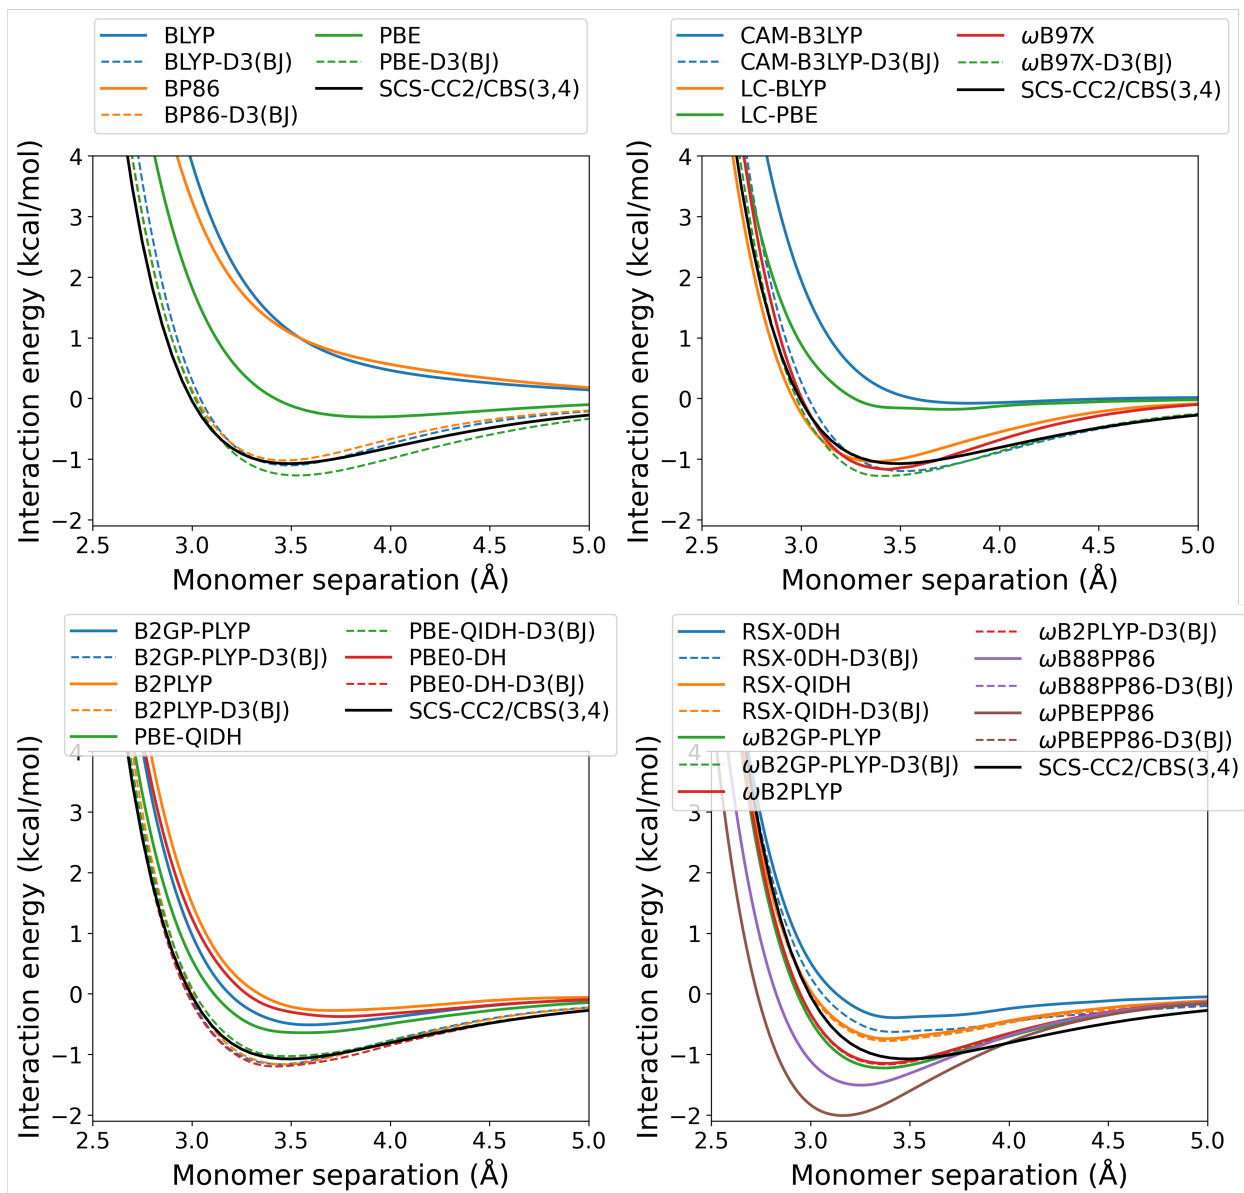 BLYP
BLYP-D3(BJ)
BP86
BP86-D3(BJ)
PBE
PBE-D3(BJ)
SCS-CC2/CBS(3,4)
Interaction energy (kcal/mol)
4
3
2
1
0
−1
−2
2.5 3.0 3.5 4.0 4.5 5.0
Monomer separation (Å)
CAM-B3LYP
CAM-B3LYP-D3(BJ)
LC-BLYP
LC-PBE
ωB97X
ωB97X-D3(BJ)
SCS-CC2/CBS(3,4)
Interaction energy (kcal/mol)
4
3
2
1
0
−1
−2
2.5 3.0 3.5 4.0 4.5 5.0
Monomer separation (Å)
B2GP-PLYP
B2GP-PLYP-D3(BJ)
B2PLYP
B2PLYP-D3(BJ)
PBE-QIDH
PBE-QIDH-D3(BJ)
PBE0-DH
PBE0-DH-D3(BJ)
SCS-CC2/CBS(3,4)
Interaction energy (kcal/mol)
4
3
2
1
0
−1
−2
2.5 3.0 3.5 4.0 4.5 5.0
Monomer separation (Å)
RSX-0DH
RSX-0DH-D3(BJ)
RSX-QIDH
RSX-QIDH-D3(BJ)
ωB2GP-PLYP
ωB2GP-PLYP-D3(BJ)
ωB2PLYP
ωB2PLYP-D3(BJ)
ωB88PP86
ωB88PP86-D3(BJ)
ωPBEPP86
ωPBEPP86-D3(BJ)
SCS-CC2/CBS(3,4)
Interaction energy (kcal/mol)
4
3
2
1
0
−1
−2
2.5 3.0 3.5 4.0 4.5 5.0
Monomer separation (Å)